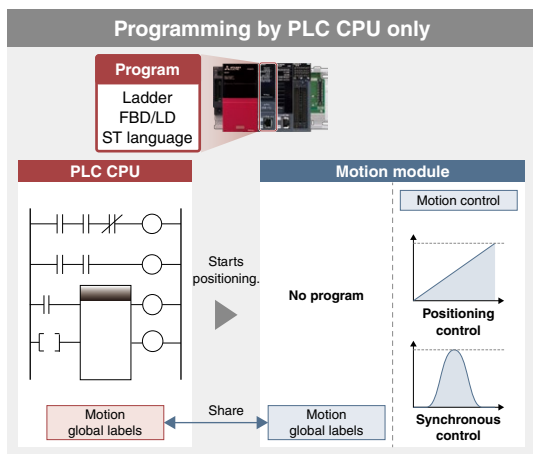 Programming by PLC CPU only
Program
Ladder
FBD/LD
ST language
PLC CPU
Motion module
Motion control
Starts
positioning.
No program
Positioning
control
Synchronous
control
Motion
global labels
Share
Motion
global labels